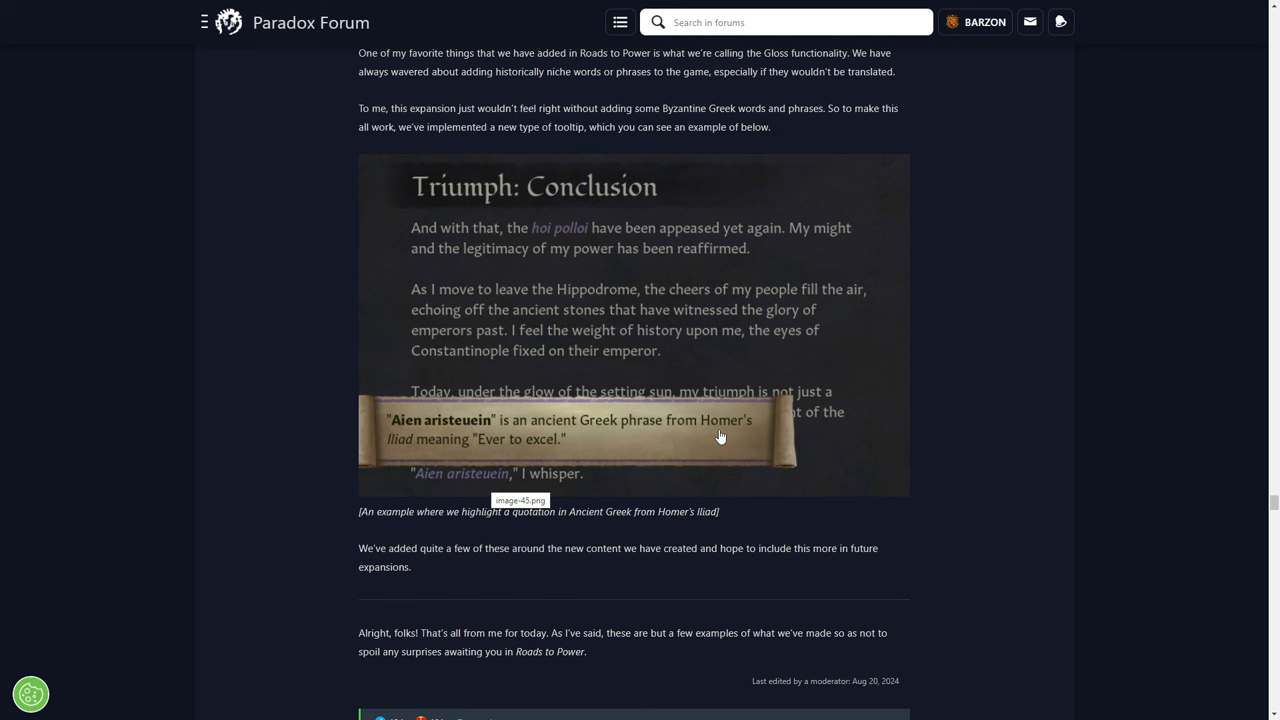 Paradox Forum
Search in forums
BARZON
One of my favorite things that we have added in Roads to Power is what we're calling the Gloss functionality. We have
always wavered about adding historically niche words or phrases to the game, especially if they wouldn't be translated.
To me, this expansion just wouldn't feel right without adding some Byzantine Greek words and phrases. So to make this
all work, we've implemented a new type of tooltip, which you can see an example of below.
Triumph: Conclusion
And with that, the hoi polloi have been appeased yet again. My might
and the legitimacy of my power has been reaffirmed.
As I move to leave the Hippodrome, the cheers of my people fill the air,
echoing off the ancient stones that have witnessed the glory of
emperors past. I feel the weight of history upon me, the eyes of
Constantinople fixed on their emperor.
Today, under the glow of the setting sun, my triumph is not just a
of the
"Aien aristeuein" is an ancient Greek phrase from Homer's
Iliad meaning "Ever to excel."
"Aien aristeuein," I whisper.
image-45.png
[An example where we highlight a quotation in Ancient Greek from Homer's Iliad]
We've added quite a few of these around the new content we have created and hope to include this more in future
expansions.
Alright, folks! That's all from me for today. As I've said, these are but a few examples of what we've made so as not to
spoil any surprises awaiting you in Roads to Power.
Last edited by a moderator: Aug 20, 2024